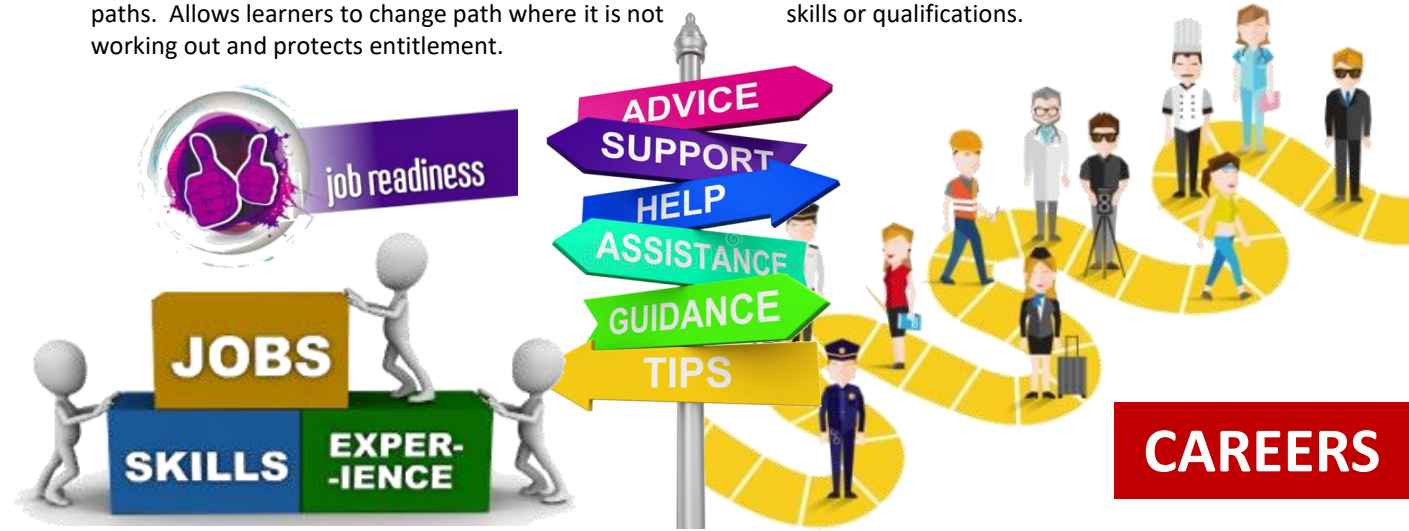 paths. Allows learners to change path where it is not
working out and protects entitlement.
skills or qualifications.
job readiness
JOBS
SKILLS
EXPER-
-IENCE
ADVICE
SUPPORT
HELP
ASSISTANCE
GUIDANCE
TIPS
CAREERS